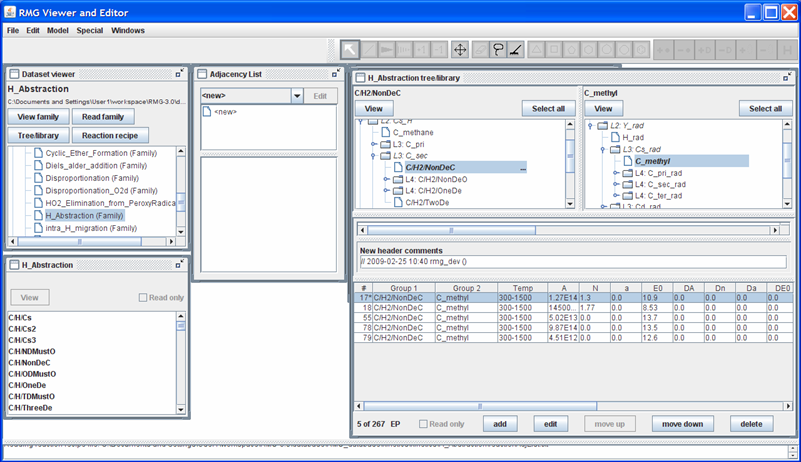 RMG Viewer and Editor
File Edit Model Special Windows
Dataset viewer
H_Abstraction
C:\Documents and Settings\User1\workspace\RMG-3.0\d...
View family Read family
Tree/library Reaction recipe
Cyclic_Ether_Formation (Family)
Diels_alder_addition (Family)
Disproportionation (Family)
Disproportionation_O2d (Family)
HO2_Elimination_from_PeroxyRadica
H_Abstraction (Family)
intra_H_migration (Family)
H_Abstraction
View Read only
C/H/Cs
C/H/Cs2
C/H/Cs3
C/H/NDMustO
C/H/NonDeC
C/H/ODMustO
C/H/OneDe
C/H/TDMustO
C/H/ThreeDe
Adjacency List
<new> Edit
<new>
H_Abstraction tree/library
C/H2/NonDeC
View Select all
L2: Cs_H
C_methane
L3: C_pri
L3: C_sec
C/H2/NonDeC ...
L4: C/H2/NonDeO
L4: C/H2/OneDe
C/H2/TwoDe
C_methyl
View Select all
L2: Y_rad
H_rad
L3: Cs_rad
C_methyl
L4: C_pri_rad
L4: C_sec_rad
L4: C_ter_rad
L3: Cd_rad
New header comments
// 2009-02-25 10:40 rmg_dev ()
# Group 1 Group 2 Temp A N a E0 DA Dn Da DE0
17* C/H2/NonDeC C_methyl 300-1500 1.27E14 1.3 0.0 10.9 0.0 0.0 0.0 0.0
18 C/H2/NonDeC C_methyl 300-1500 14500... 1.77 0.0 8.53 0.0 0.0 0.0 0.0
55 C/H2/NonDeC C_methyl 300-1500 5.02E13 0.0 0.0 13.7 0.0 0.0 0.0 0.0
78 C/H2/NonDeC C_methyl 300-1500 9.87E14 0.0 0.0 13.5 0.0 0.0 0.0 0.0
79 C/H2/NonDeC C_methyl 300-1500 4.51E12 0.0 0.0 12.6 0.0 0.0 0.0 0.0
5 of 267 EP Read only add edit move up move down delete